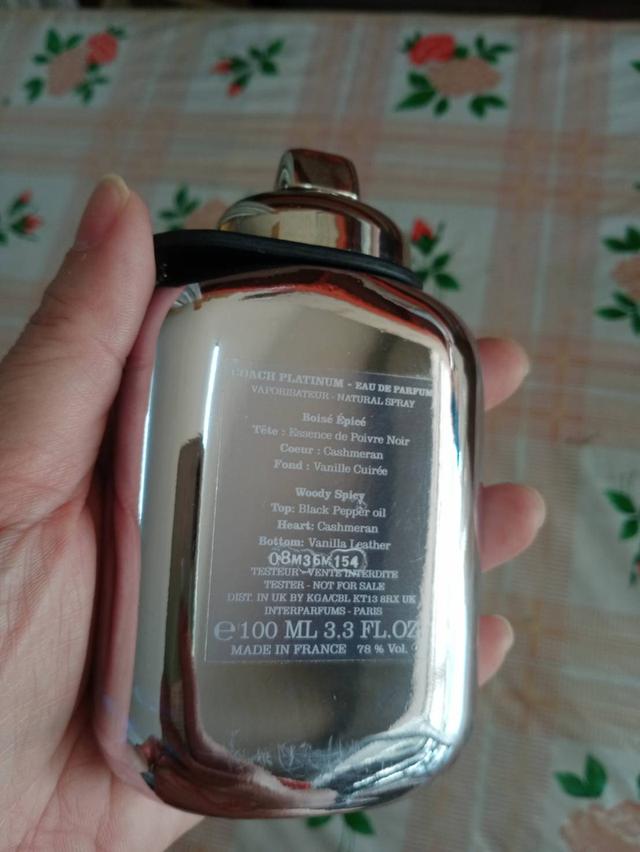 COACH PLATINUM - EAU DE PARFUM
VAPORISATEUR - NATURAL SPRAY
Boisé Épicé
Tête : Essence de Poivre Noir
Coeur : Cashmeran
Fond : Vanille Cuirée
Woody Spicy
Top: Black Pepper oil
Heart: Cashmeran
Bottom: Vanilla Leather
08M36M154
TESTEUR - VENTE INTERDITE
TESTER - NOT FOR SALE
DIST. IN UK BY KGA/CBL KT13 8RX UK
INTERPARFUMS - PARIS
℮ 100 ML 3.3 FL.OZ
MADE IN FRANCE 78 % Vol.